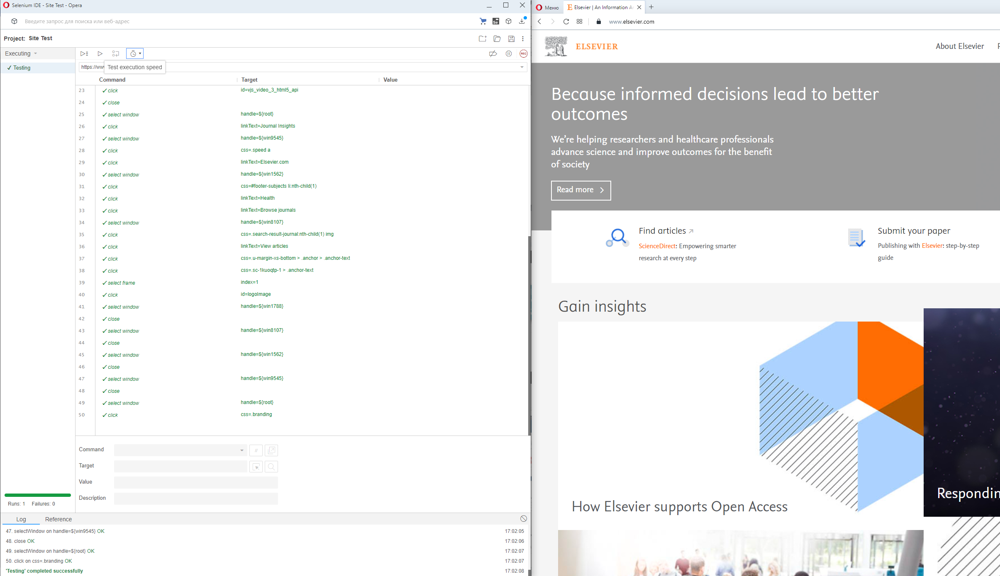 Selenium IDE - Site Test - Opera
Введите запрос для поиска или веб-адрес
Se
Project: Site Test
Executing
REC
✓ Testing
https://www
Test execution speed
Command Target Value
23 ✓ click id=vjs_video_3_html5_api
24 ✓ close
25 ✓ select window handle=${root}
26 ✓ click linkText=Journal Insights
27 ✓ select window handle=${win9545}
28 ✓ click css=.speed a
29 ✓ click linkText=Elsevier.com
30 ✓ select window handle=${win1562}
31 ✓ click css=#footer-subjects li:nth-child(1)
32 ✓ click linkText=Health
33 ✓ click linkText=Browse journals
34 ✓ select window handle=${win8107}
35 ✓ click css=.search-result-journal:nth-child(1) img
36 ✓ click linkText=View articles
37 ✓ click css=.u-margin-xs-bottom > .anchor > .anchor-text
38 ✓ click css=.sc-1kuoqtp-1 > .anchor-text
39 ✓ select frame index=1
40 ✓ click id=logoImage
41 ✓ select window handle=${win1788}
42 ✓ close
43 ✓ select window handle=${win8107}
44 ✓ close
45 ✓ select window handle=${win1562}
46 ✓ close
47 ✓ select window handle=${win9545}
48 ✓ close
49 ✓ select window handle=${root}
50 ✓ click css=.branding
Command
//
Target
Value
Description
Runs: 1 Failures: 0
Log Reference
47. selectWindow on handle=${win9545} OK 17:02:05
48. close OK 17:02:06
49. selectWindow on handle=${root} OK 17:02:07
50. click on css=.branding OK 17:02:07
'Testing' completed successfully 17:02:08
Меню
Elsevier | An Information
www.elsevier.com
ELSEVIER
About Elsevier
Because informed decisions lead to better
outcomes
We're helping researchers and healthcare professionals
advance science and improve outcomes for the benefit
of society
Read more
Find articles
ScienceDirect: Empowering smarter
research at every step
Submit your paper
Publishing with Elsevier: step-by-step
guide
Gain insights
How Elsevier supports Open Access
Respondin